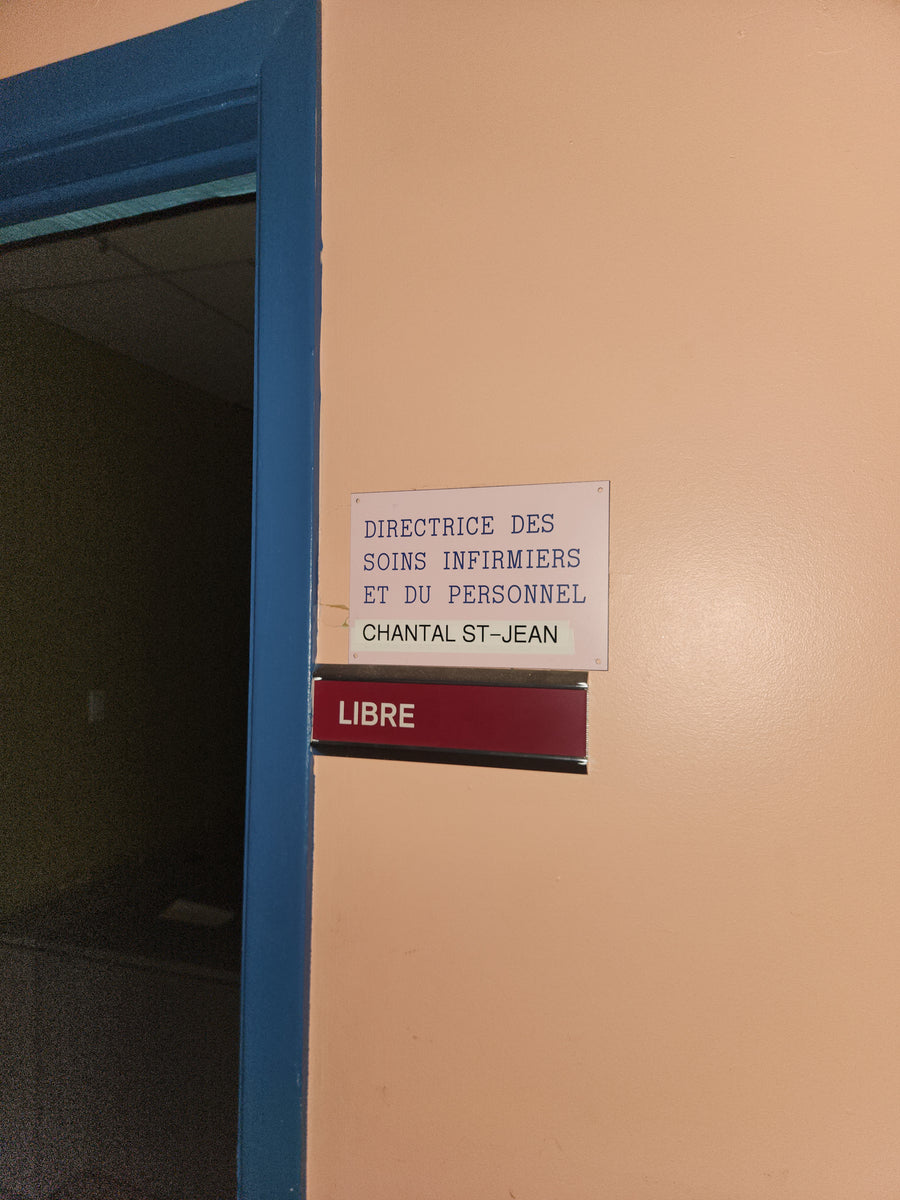 DIRECTRICE DES
SOINS INFIRMIERS
ET DU PERSONNEL
CHANTAL ST-JEAN
LIBRE